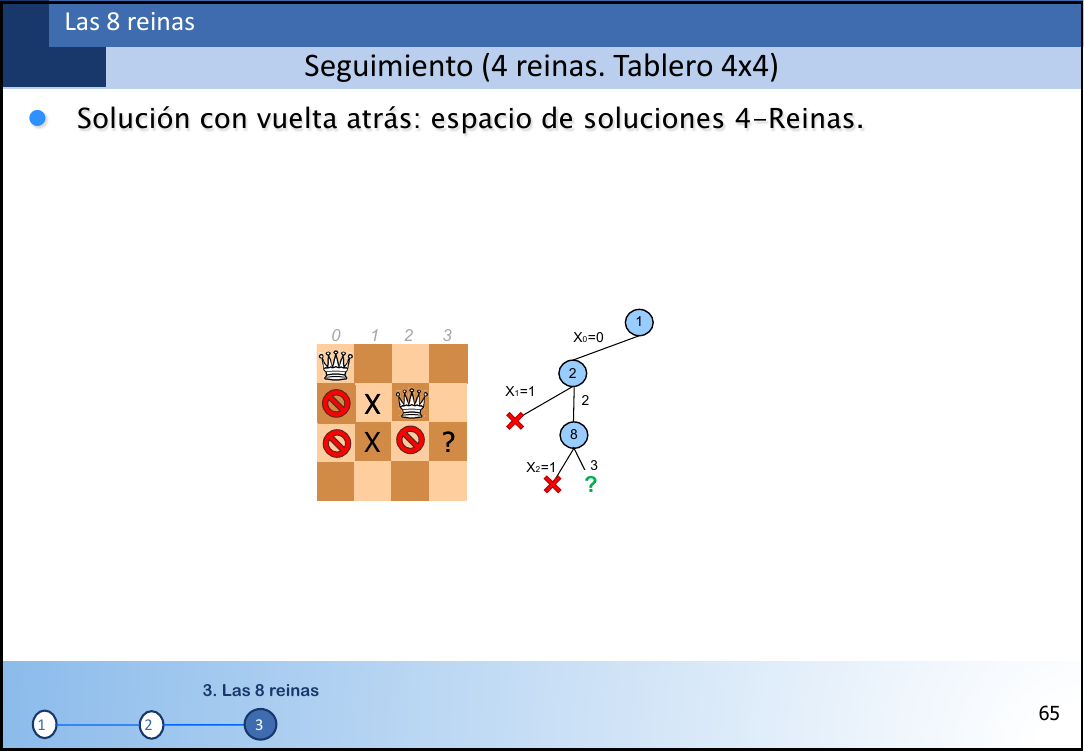 Las 8 reinas
Seguimiento (4 reinas. Tablero 4x4)
Solución con vuelta atrás: espacio de soluciones 4-Reinas.
0 1 2 3
X
X ?
1
X₀=0
2
X₁=1
2
8
X₂=1 3
?
3. Las 8 reinas
1 2 3
65